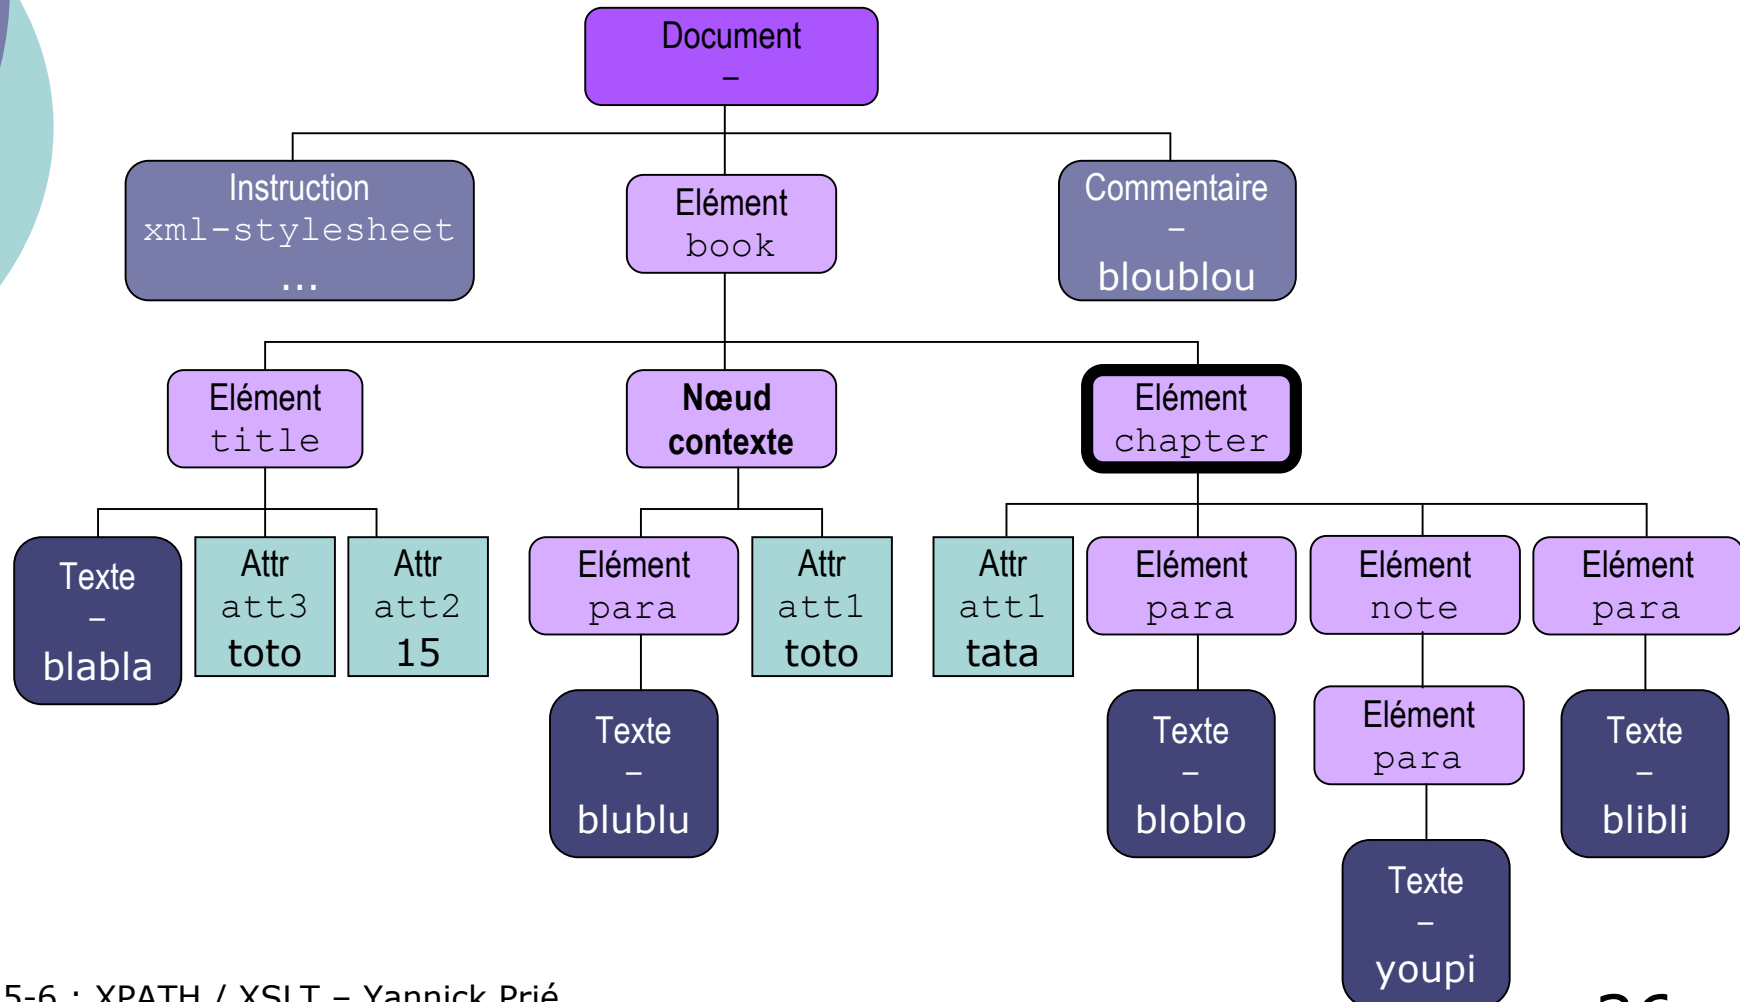 Document
–
Instruction
xml-stylesheet
...
Elément
book
Commentaire
–
bloublou
Elément
title
Nœud
contexte
Elément
chapter
Texte
–
blabla
Attr
att3
toto
Attr
att2
15
Elément
para
Attr
att1
toto
Attr
att1
tata
Elément
para
Elément
note
Elément
para
Texte
–
blublu
Texte
–
bloblo
Elément
para
Texte
–
blibli
Texte
–
youpi
5-6 : XPATH / XSLT – Yannick Prié